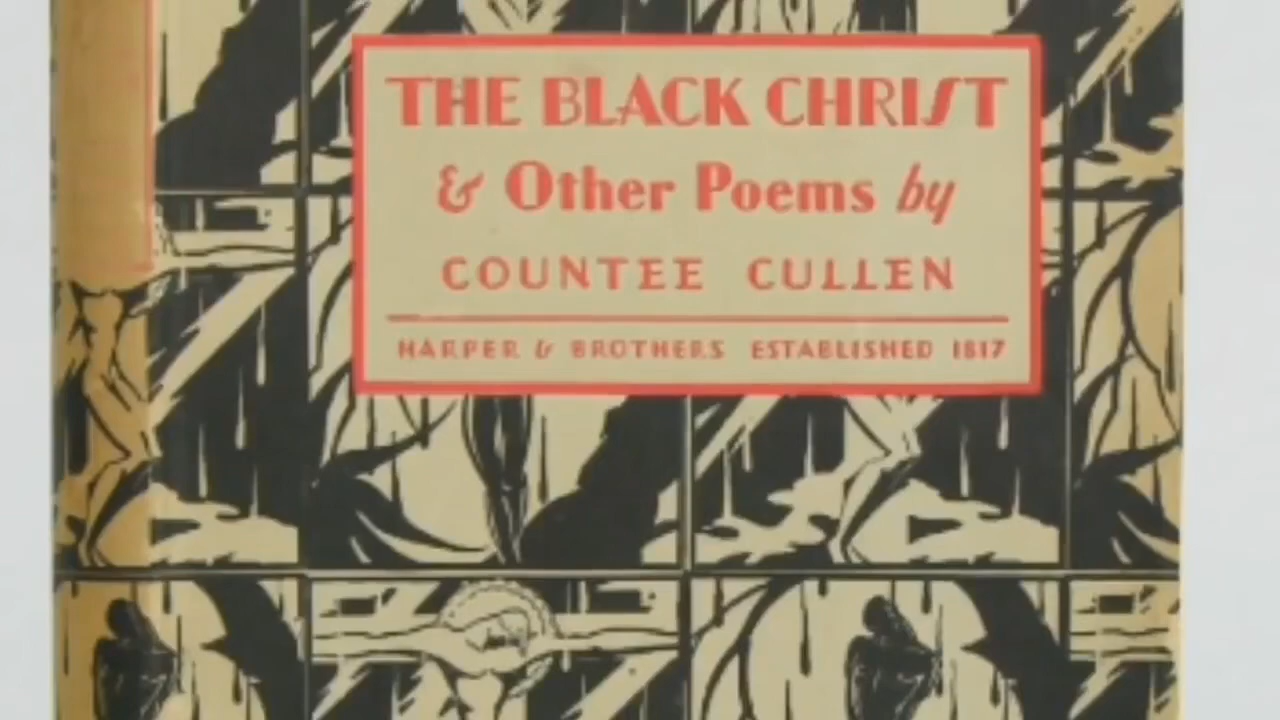 THE BLACK CHRIST
& Other Poems by
COUNTEE CULLEN
HARPER & BROTHERS ESTABLISHED 1817